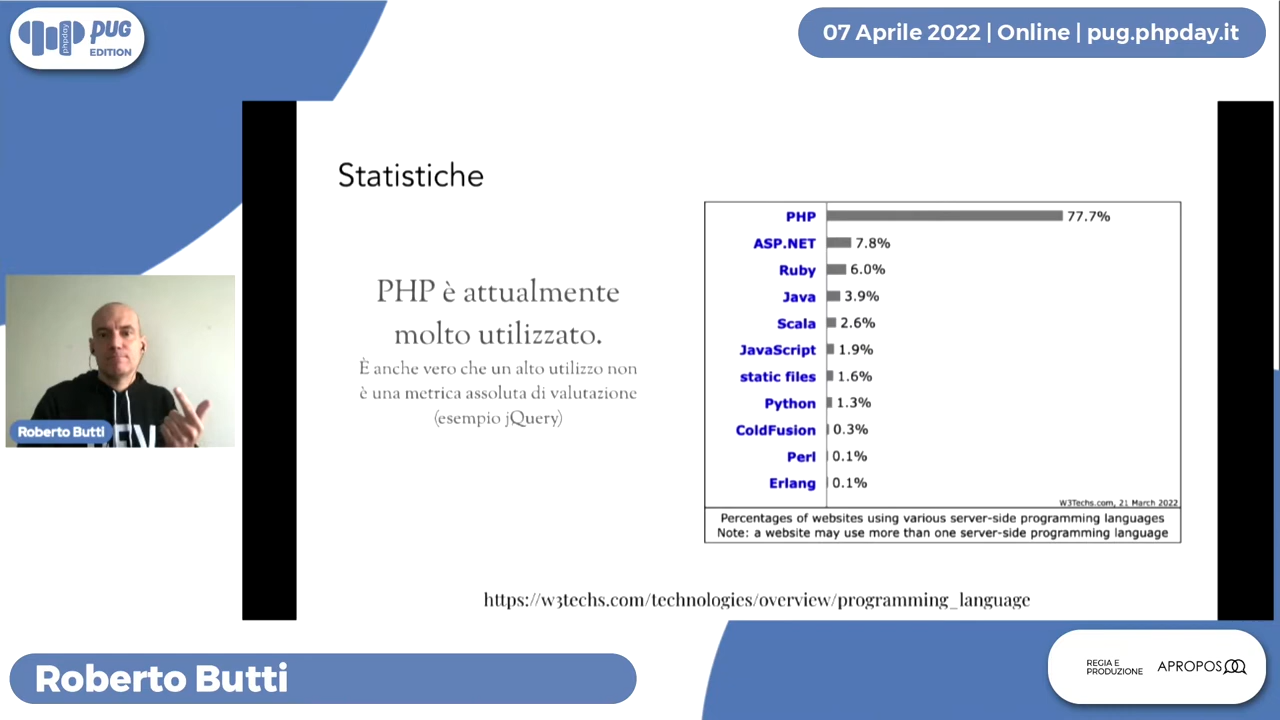 phpday
PUG
EDITION
07 Aprile 2022 | Online | pug.phpday.it
Statistiche
PHP è attualmente
molto utilizzato.
È anche vero che un alto utilizzo non
è una metrica assoluta di valutazione
(esempio jQuery)
PHP 77.7%
ASP.NET 7.8%
Ruby 6.0%
Java 3.9%
Scala 2.6%
JavaScript 1.9%
static files 1.6%
Python 1.3%
ColdFusion 0.3%
Perl 0.1%
Erlang 0.1%
W3Techs.com, 21 March 2022
Percentages of websites using various server-side programming languages
Note: a website may use more than one server-side programming language
https://w3techs.com/technologies/overview/programming_language
Roberto Butti
Roberto Butti
REGIA E
PRODUZIONE
APROPOS